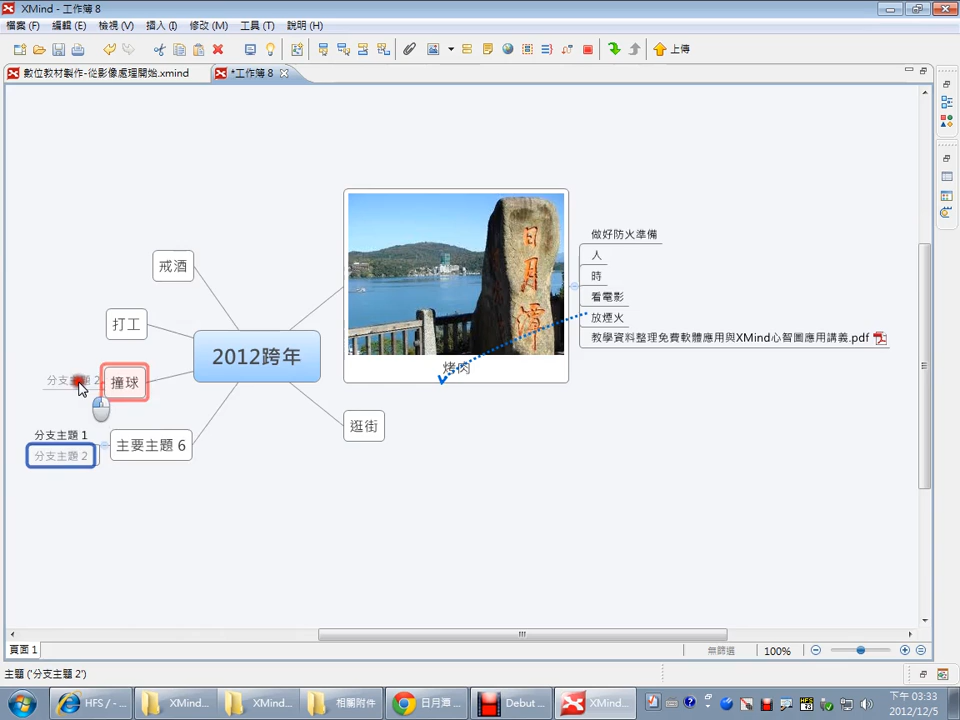 XMind - 工作簿 8
檔案 (F) 編輯 (E) 檢視 (V) 插入 (I) 修改 (M) 工具 (T) 說明 (H)
上傳
數位教材製作-從影像處理開始.xmind
*工作簿 8
日月潭
戒酒
打工
撞球
分支主題 2
2012跨年
烤肉
做好防火準備
人
時
看電影
放煙火
教學資料整理免費軟體應用與XMind心智圖應用講義.pdf
逛街
主要主題 6
分支主題 1
分支主題 2
頁面 1
無篩選
100%
主題 ('分支主題 2')
HFS / - ...
XMind...
XMind...
相關附件
日月潭 ...
Debut ...
XMind...
下午 03:33
2012/12/5